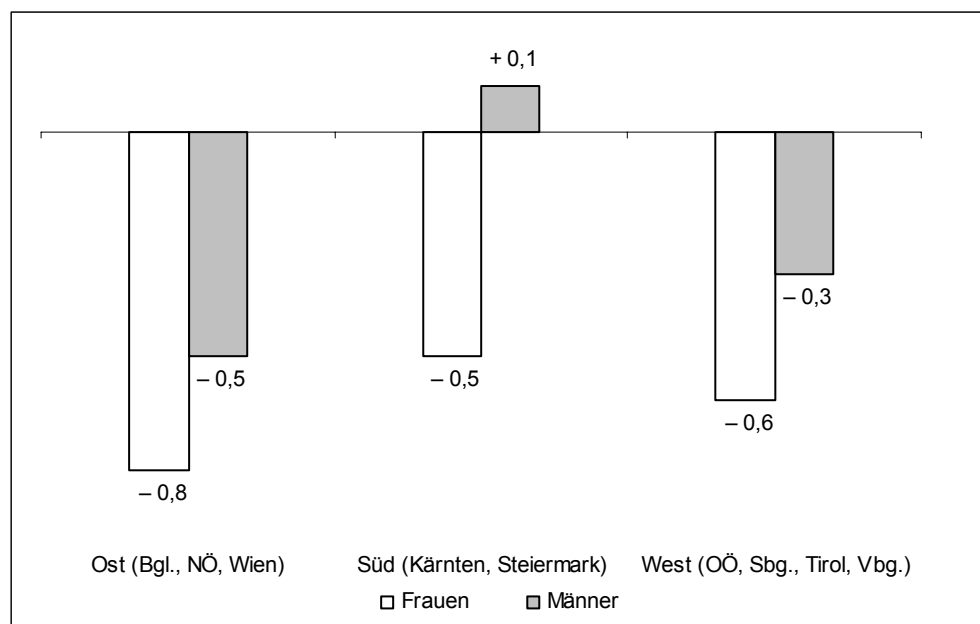 + 0,1
– 0,3
– 0,5
– 0,5
– 0,6
– 0,8
Ost (Bgl., NÖ, Wien)
Süd (Kärnten, Steiermark)
West (OÖ, Sbg., Tirol, Vbg.)
Frauen
Männer